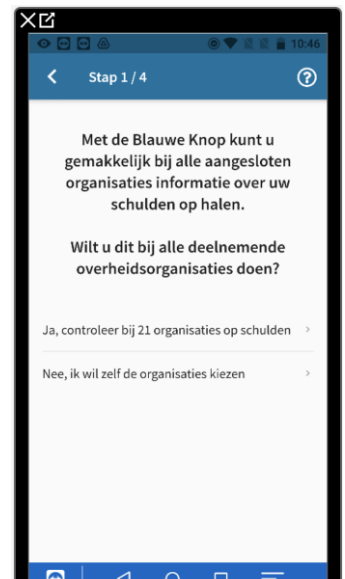 10:46
Stap 1 / 4
Met de Blauwe Knop kunt u
gemakkelijk bij alle aangesloten
organisaties informatie over uw
schulden op halen.
Wilt u dit bij alle deelnemende
overheidsorganisaties doen?
Ja, controleer bij 21 organisaties op schulden
Nee, ik wil zelf de organisaties kiezen